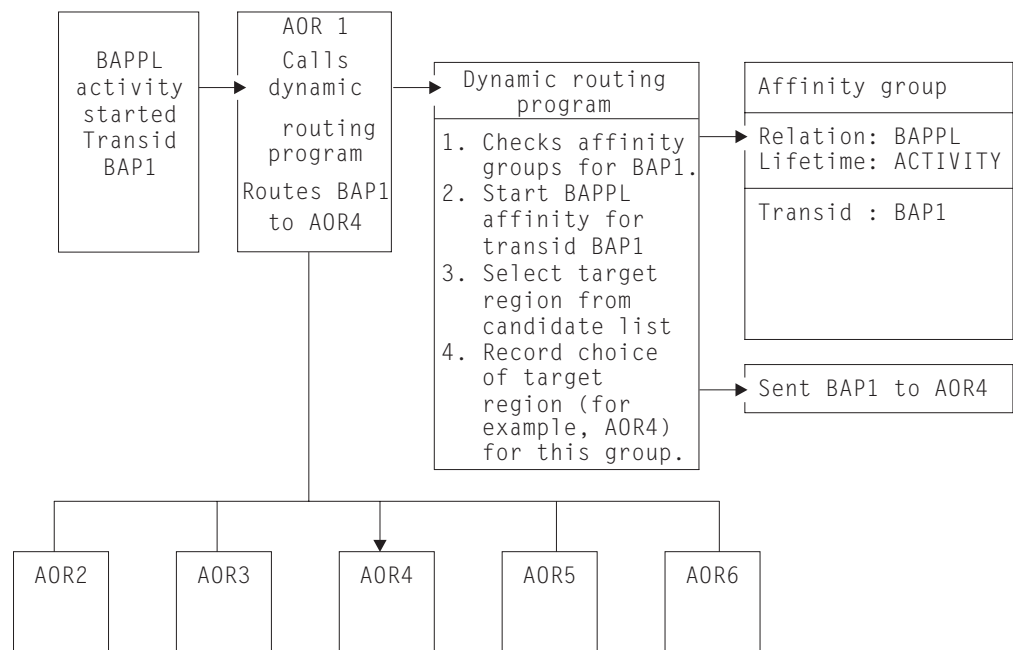 BAPPL
activity
started
Transid
BAP1
AOR 1
Calls
dynamic
routing
program
Routes BAP1
to AOR4
Dynamic routing
program
1. Checks affinity
groups for BAP1.
2. Start BAPPL
affinity for
transid BAP1
3. Select target
region from
candidate list
4. Record choice
of target
region (for
example, AOR4)
for this group.
Affinity group
Relation: BAPPL
Lifetime: ACTIVITY
Transid : BAP1
Sent BAP1 to AOR4
AOR2
AOR3
AOR4
AOR5
AOR6